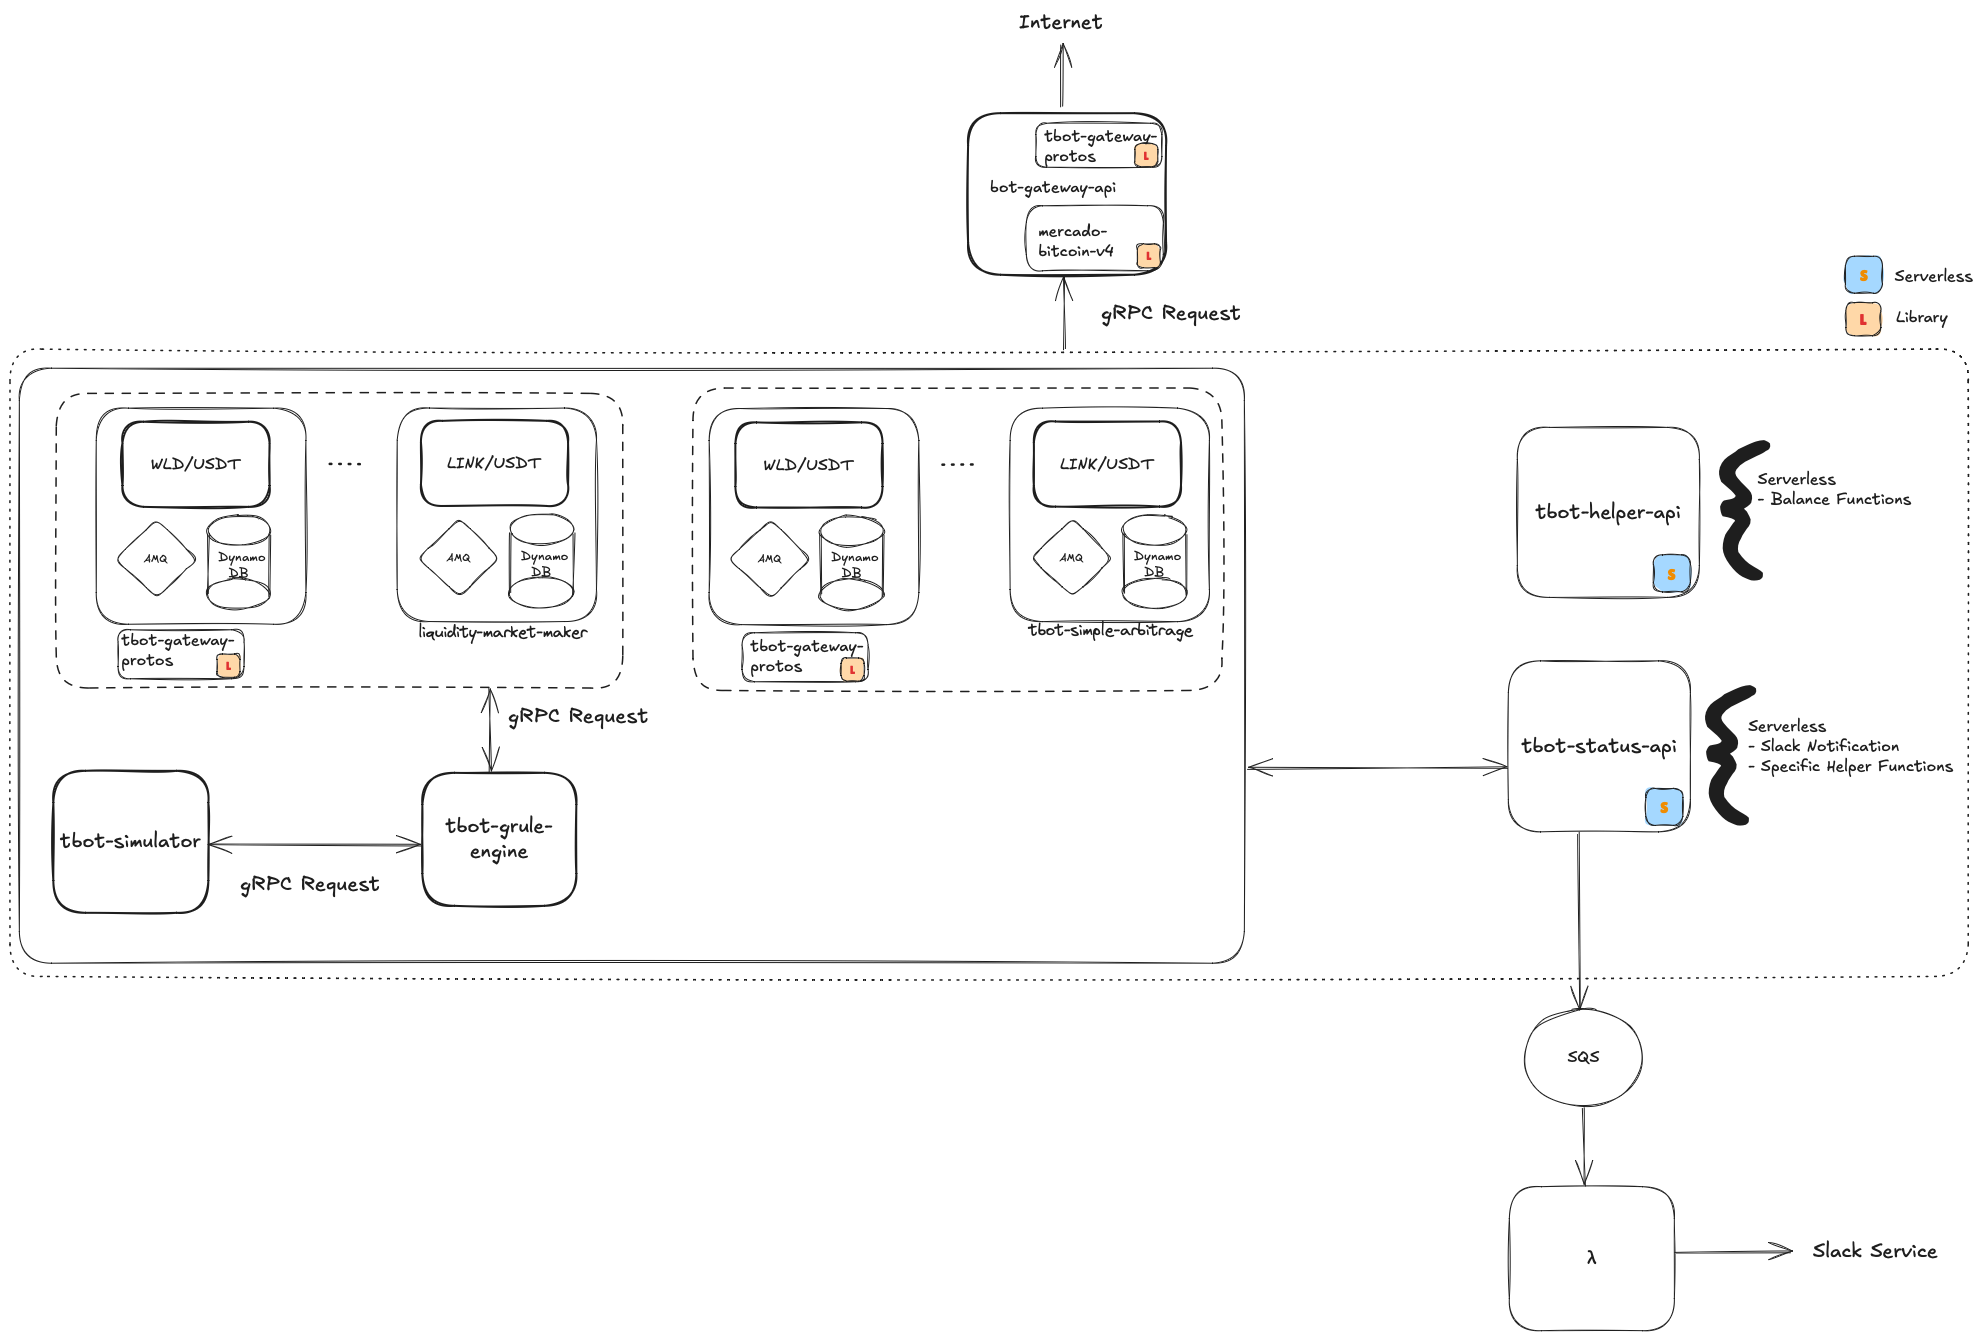 Internet
tbot-gateway-
protos
L
bot-gateway-api
mercado-
bitcoin-v4
L
gRPC Request
S
Serverless
L
Library
WLD/USDT
....
LINK/USDT
AMQ
Dynamo
DB
AMQ
Dynamo
DB
tbot-gateway-
protos
L
liquidity-market-maker
WLD/USDT
....
LINK/USDT
AMQ
Dynamo
DB
AMQ
Dynamo
DB
tbot-gateway-
protos
L
tbot-simple-arbitrage
tbot-helper-api
S
Serverless
- Balance Functions
gRPC Request
tbot-simulator
gRPC Request
tbot-grule-
engine
tbot-status-api
S
Serverless
- Slack Notification
- Specific Helper Functions
SQS
λ
Slack Service